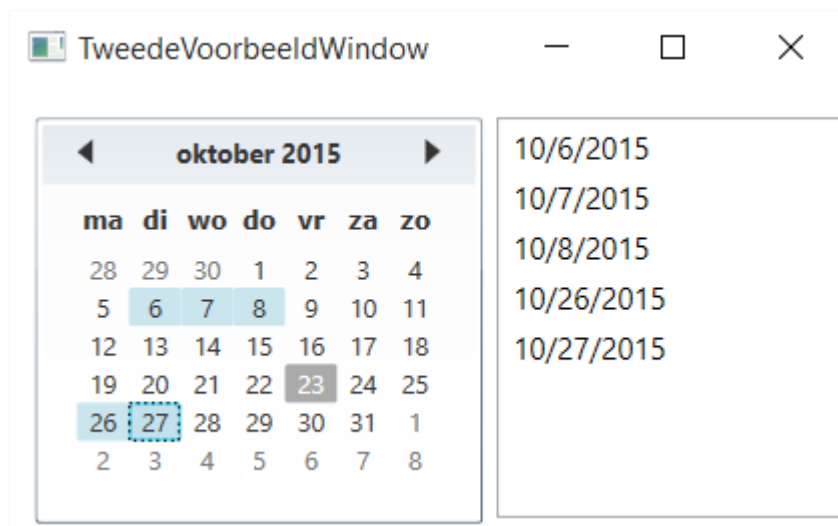 TweedeVoorbeeldWindow
oktober 2015
ma di wo do vr za zo
28 29 30 1 2 3 4
5 6 7 8 9 10 11
12 13 14 15 16 17 18
19 20 21 22 23 24 25
26 27 28 29 30 31 1
2 3 4 5 6 7 8
10/6/2015
10/7/2015
10/8/2015
10/26/2015
10/27/2015